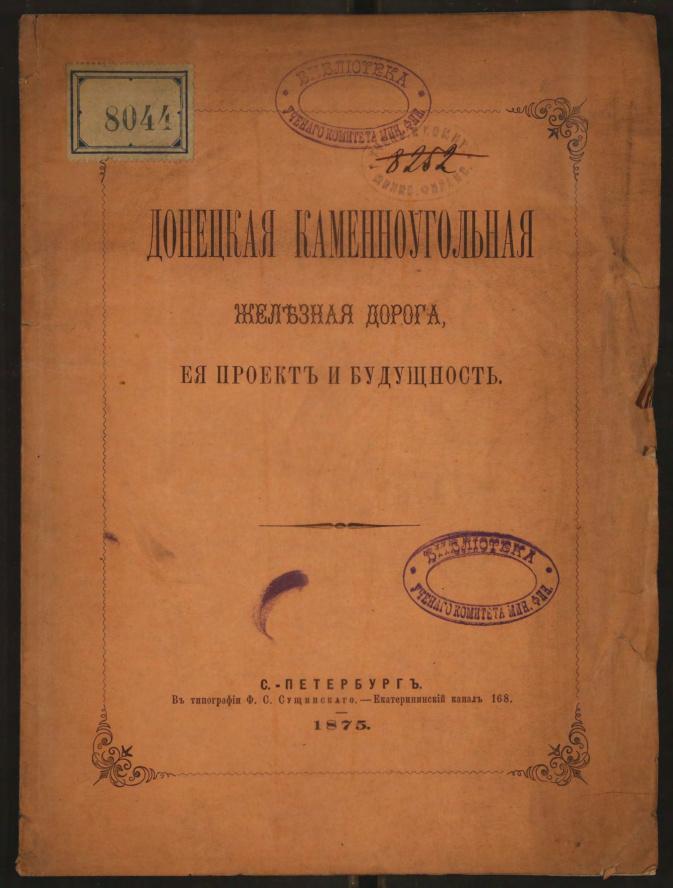 8044
БИБЛІОТЕКА
УЧЕНАГО КОМИТЕТА МИН. ФИН.
8252
ДОНЕЦКАЯ КАМЕННОУГОЛЬНАЯ
ЖЕЛѢЗНАЯ ДОРОГА,
ЕЯ ПРОЕКТЪ И БУДУЩНОСТЬ.
БИБЛІОТЕКА
УЧЕНАГО КОМИТЕТА МИН. ФИН.
С.-ПЕТЕРБУРГЪ.
Въ типографіи Ф. С. Сущинскаго.—Екатерининскій каналъ 168.
1875.